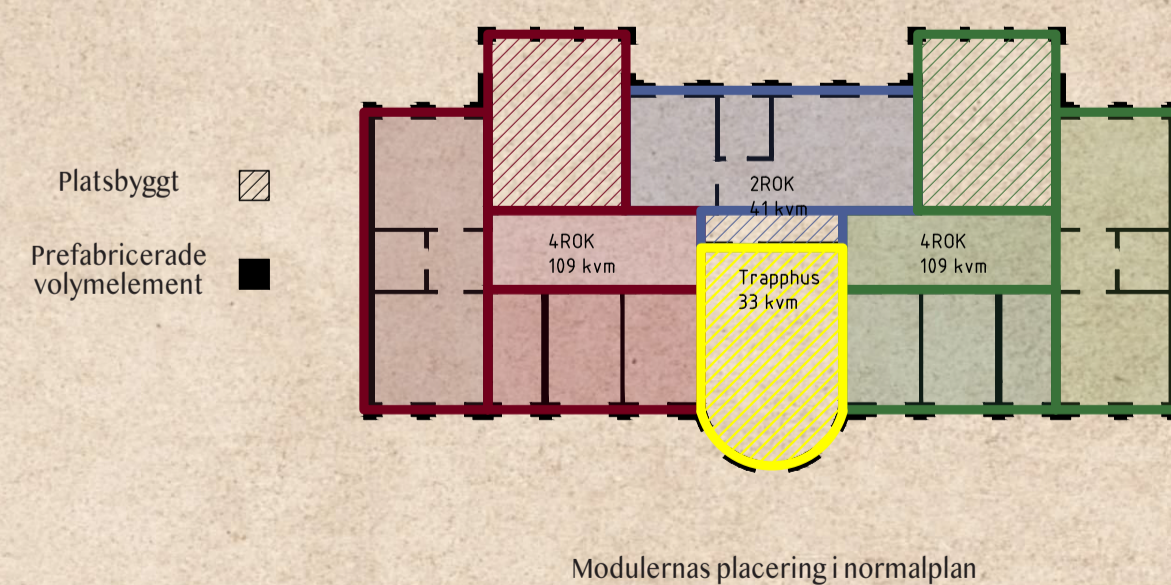 Platsbyggt
Prefabricerade
volymelement
2ROK
41 kvm
4ROK
109 kvm
4ROK
109 kvm
Trapphus
33 kvm
Modulernas placering i normalplan